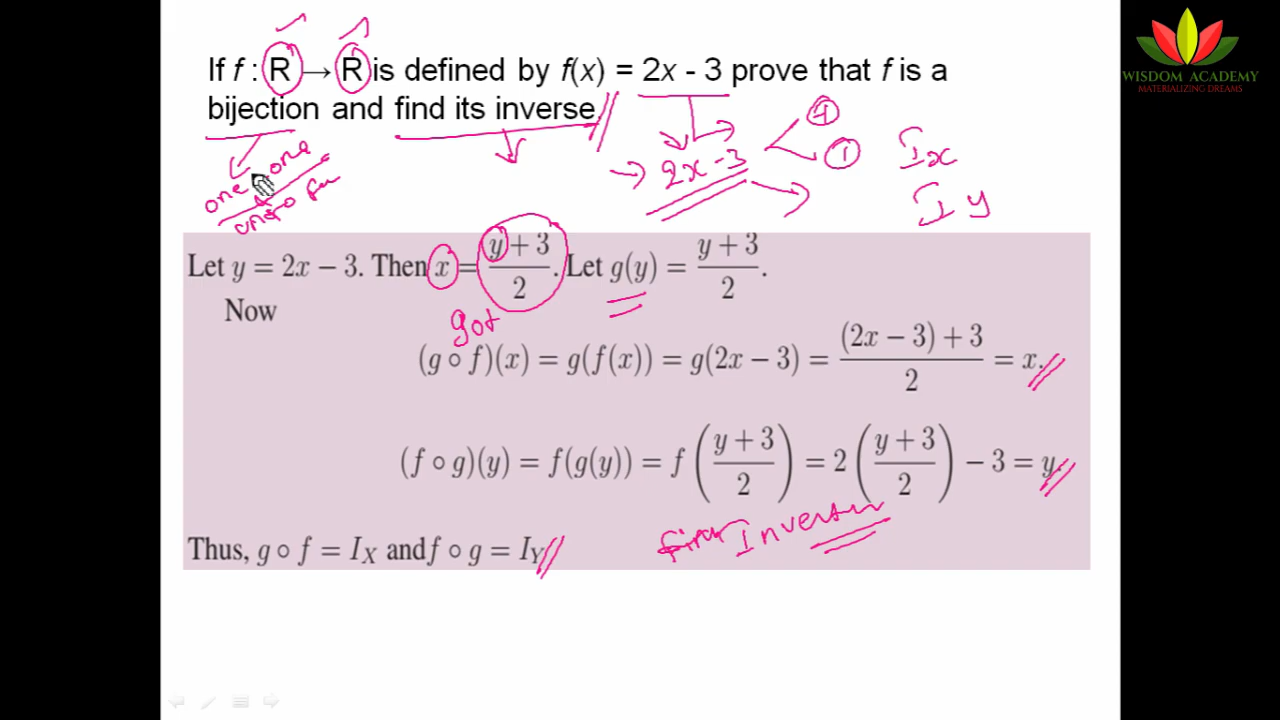 If f : R → R is defined by f(x) = 2x - 3 prove that f is a
bijection and find its inverse.
WISDOM ACADEMY
MATERIALIZING DREAMS
one one
onto fn
2x - 3
4
1
Ix
Iy
Let y = 2x − 3. Then x = (y + 3)/2. Let g(y) = (y + 3)/2.
Now
got
(g ∘ f)(x) = g(f(x)) = g(2x − 3) = ((2x − 3) + 3)/2 = x.
(f ∘ g)(y) = f(g(y)) = f((y + 3)/2) = 2((y + 3)/2) − 3 = y.
Inverse
Thus, g ∘ f = I_X and f ∘ g = I_Y